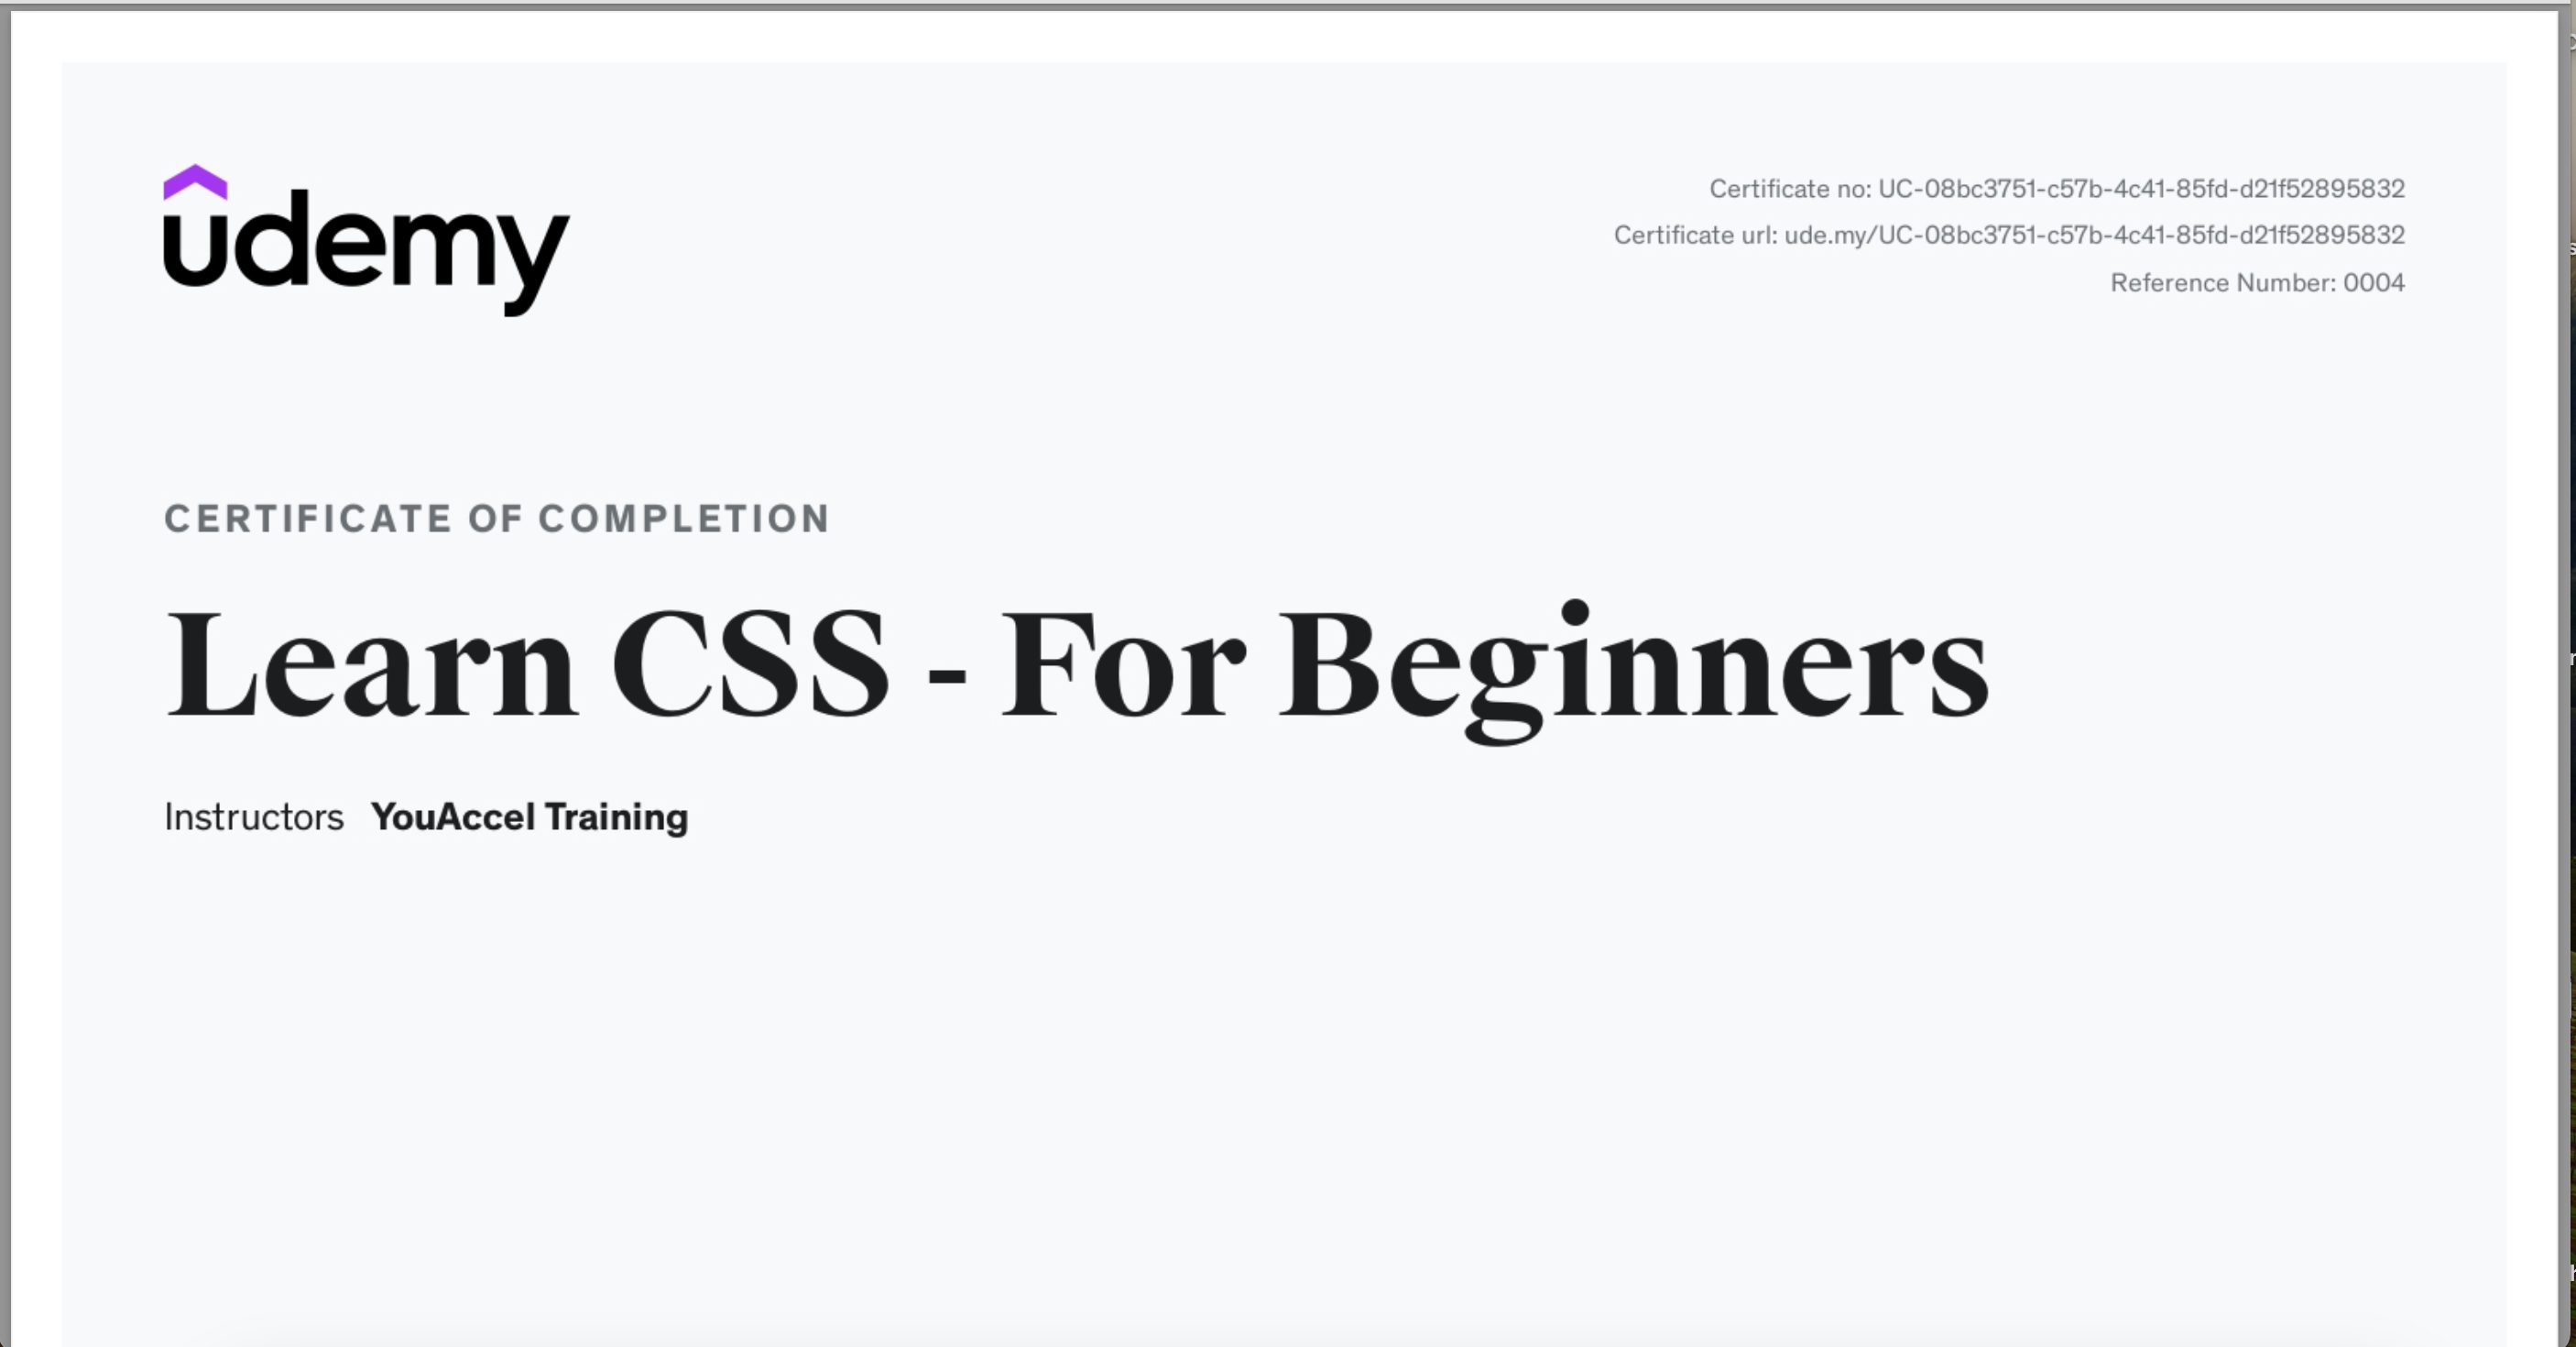 udemy
Certificate no: UC-08bc3751-c57b-4c41-85fd-d21f52895832
Certificate url: ude.my/UC-08bc3751-c57b-4c41-85fd-d21f52895832
Reference Number: 0004
CERTIFICATE OF COMPLETION
Learn CSS - For Beginners
Instructors YouAccel Training